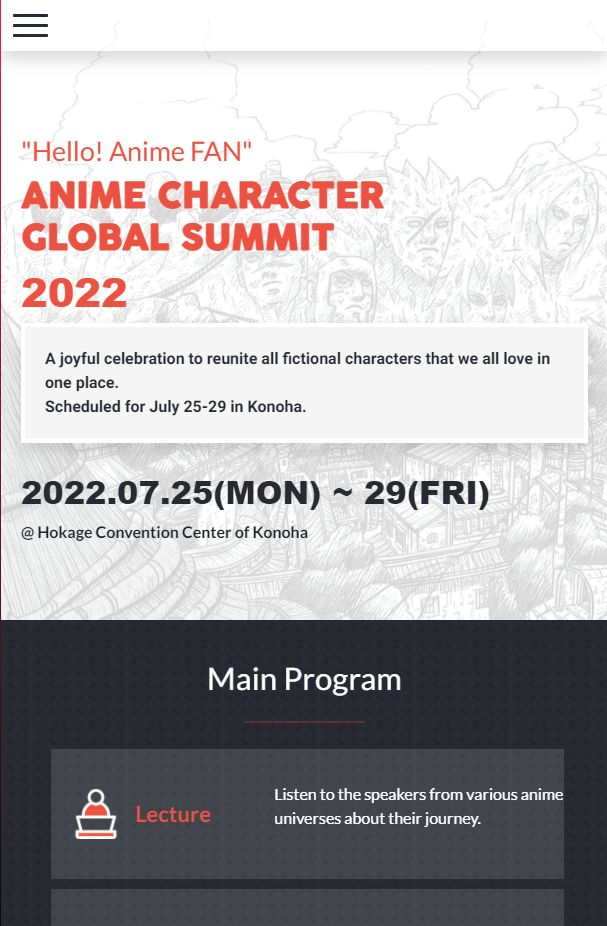 "Hello! Anime FAN"
ANIME CHARACTER
GLOBAL SUMMIT
2022
A joyful celebration to reunite all fictional characters that we all love in
one place.
Scheduled for July 25-29 in Konoha.
2022.07.25(MON) ~ 29(FRI)
@ Hokage Convention Center of Konoha
Main Program
Lecture
Listen to the speakers from various anime
universes about their journey.